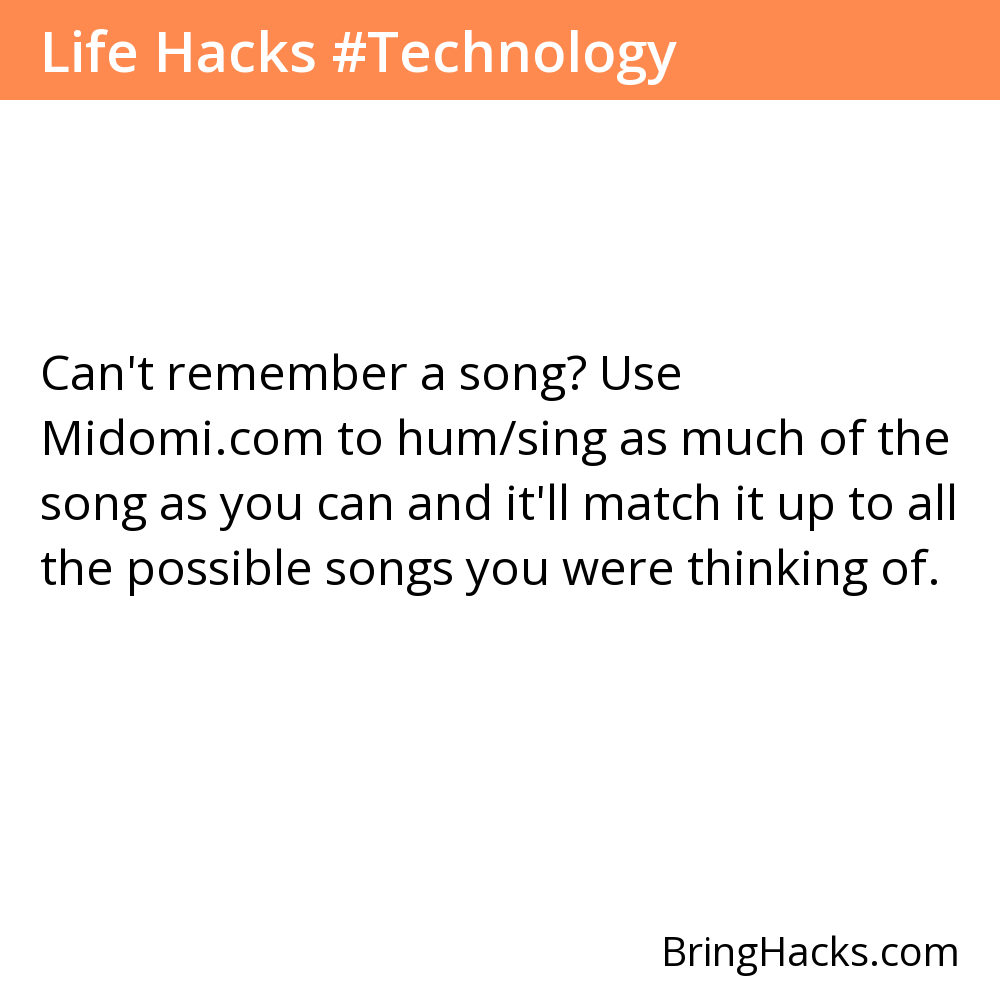 Life Hacks #Technology
Can't remember a song? Use
Midomi.com to hum/sing as much of the
song as you can and it'll match it up to all
the possible songs you were thinking of.
BringHacks.com